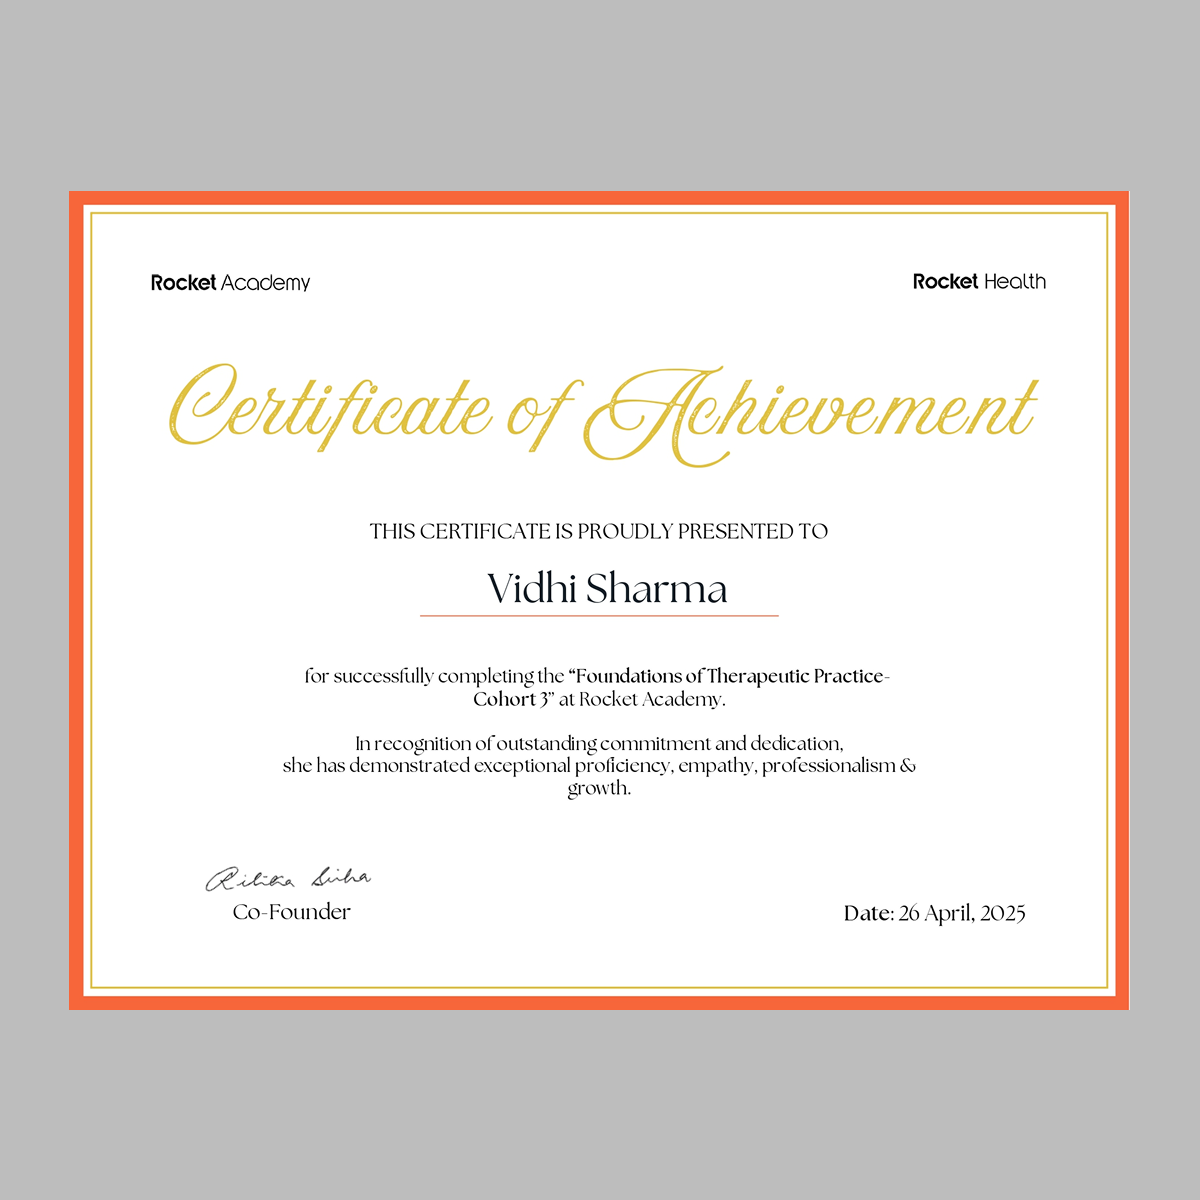 Rocket Academy
Rocket Health
Certificate of Achievement
THIS CERTIFICATE IS PROUDLY PRESENTED TO
Vidhi Sharma
for successfully completing the “Foundations of Therapeutic Practice-
Cohort 3” at Rocket Academy.
In recognition of outstanding commitment and dedication,
she has demonstrated exceptional proficiency, empathy, professionalism &
growth.
Co-Founder
Date: 26 April, 2025